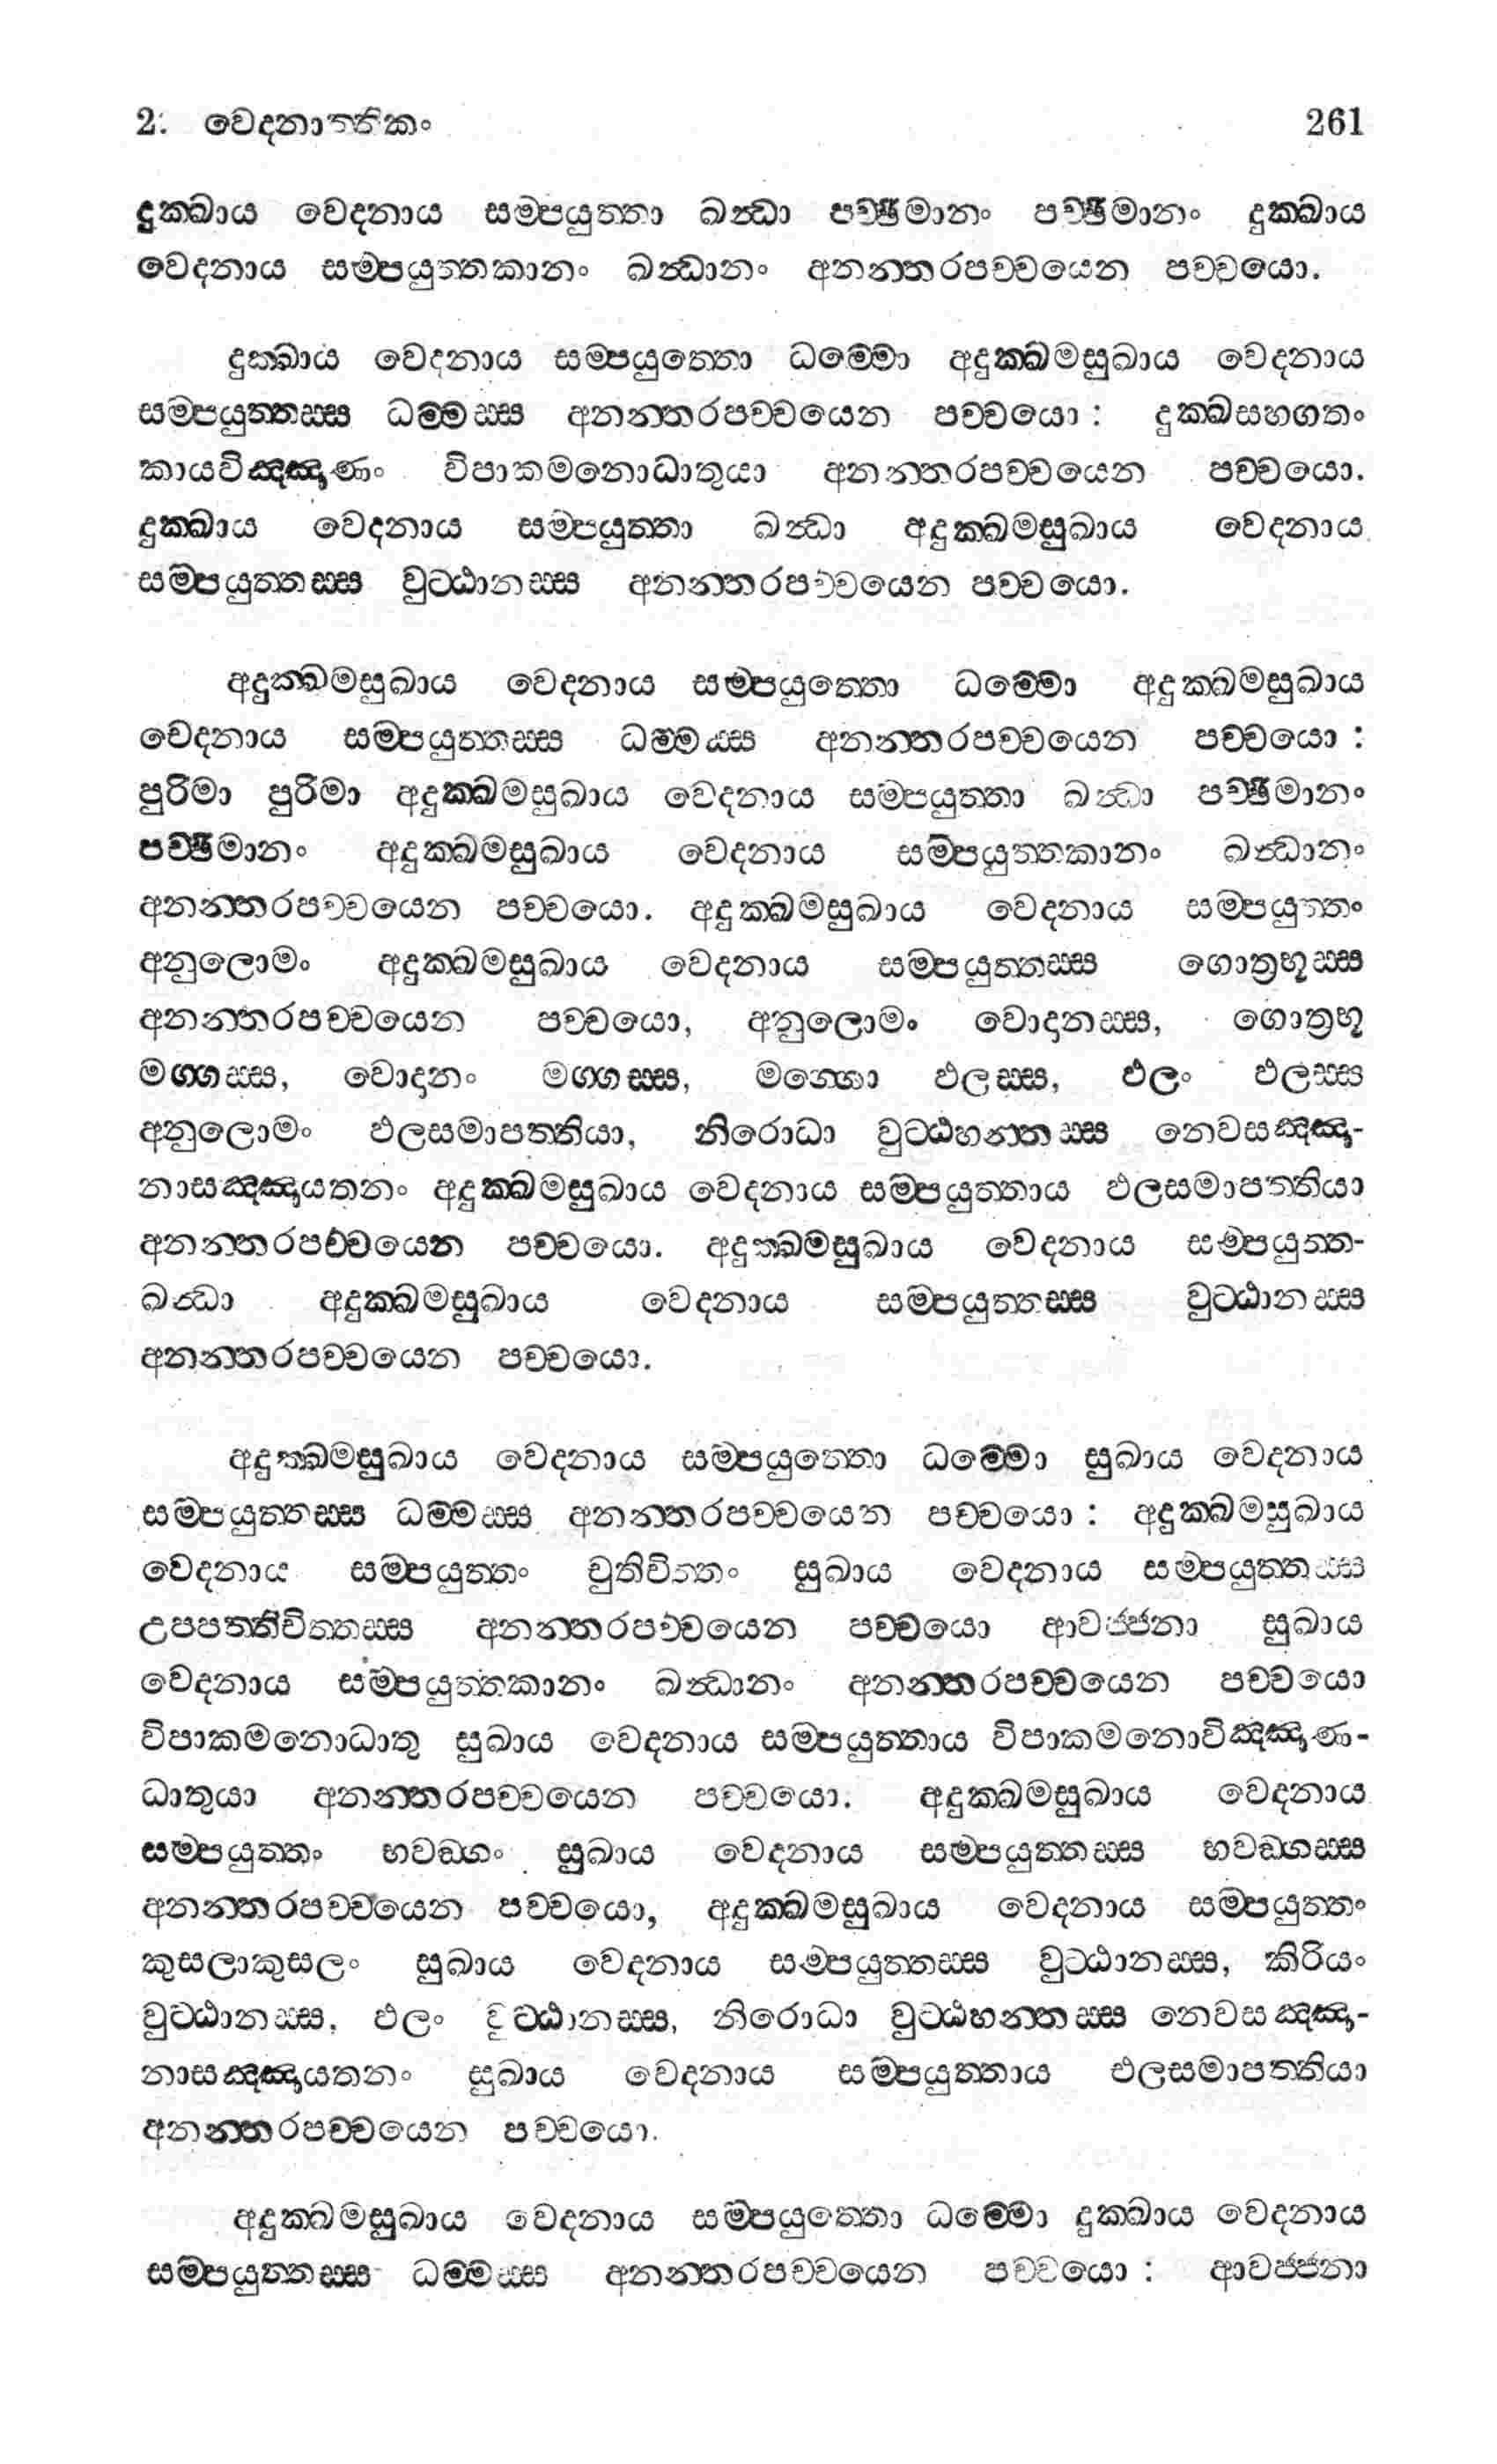 2. වෙදනාත්තිකං 261
දුක්ඛාය වෙදනාය සම්පයුත්තා ඛන්ධා පච්ඡිමානං පච්ඡිමානං දුක්ඛාය
වෙදනාය සම්පයුත්තකානං ඛන්ධානං අනන්තරපච්චයෙන පච්චයො.
දුක්ඛාය වෙදනාය සම්පයුත්තො ධම්මො අදුක්ඛමසුඛාය වෙදනාය
සම්පයුත්තස්ස ධම්මස්ස අනන්තරපච්චයෙන පච්චයො : දුක්ඛසහගතං
කායවිඤ්ඤාණං විපාකමනොධාතුයා අනන්තරපච්චයෙන පච්චයො.
දුක්ඛාය වෙදනාය සම්පයුත්තා ඛන්ධා අදුක්ඛමසුඛාය වෙදනාය
සම්පයුත්තස්ස වුට්ඨානස්ස අනන්තරපච්චයෙන පච්චයො.
අදුක්ඛමසුඛාය වෙදනාය සම්පයුත්තො ධම්මො අදුක්ඛමසුඛාය
වෙදනාය සම්පයුත්තස්ස ධම්මස්ස අනන්තරපච්චයෙන පච්චයො :
පුරිමා පුරිමා අදුක්ඛමසුඛාය වෙදනාය සම්පයුත්තා ඛන්ධා පච්ඡිමානං
පච්ඡිමානං අදුක්ඛමසුඛාය වෙදනාය සම්පයුත්තකානං ඛන්ධානං
අනන්තරපච්චයෙන පච්චයො. අදුක්ඛමසුඛාය වෙදනාය සම්පයුත්තං
අනුලොමං අදුක්ඛමසුඛාය වෙදනාය සම්පයුත්තස්ස ගොත්‍රභූස්ස
අනන්තරපච්චයෙන පච්චයො, අනුලොමං වොදානස්ස, ගොත්‍රභූ
මග්ගස්ස, වොදානං මග්ගස්ස, මග්ගො ඵලස්ස, ඵලං ඵලස්ස
අනුලොමං ඵලසමාපත්තියා, නිරොධා වුට්ඨහන්තස්ස නෙවසඤ්ඤා-
නාසඤ්ඤායතනං අදුක්ඛමසුඛාය වෙදනාය සම්පයුත්තාය ඵලසමාපත්තියා
අනන්තරපච්චයෙන පච්චයො. අදුක්ඛමසුඛාය වෙදනාය සම්පයුත්ත-
ඛන්ධා අදුක්ඛමසුඛාය වෙදනාය සම්පයුත්තස්ස වුට්ඨානස්ස
අනන්තරපච්චයෙන පච්චයො.
අදුක්ඛමසුඛාය වෙදනාය සම්පයුත්තො ධම්මො සුඛාය වෙදනාය
සම්පයුත්තස්ස ධම්මස්ස අනන්තරපච්චයෙන පච්චයො : අදුක්ඛමසුඛාය
වෙදනාය සම්පයුත්තං චුතිචිත්තං සුඛාය වෙදනාය සම්පයුත්තස්ස
උපපත්තිචිත්තස්ස අනන්තරපච්චයෙන පච්චයො ආවජ්ජනා සුඛාය
වෙදනාය සම්පයුත්තකානං ඛන්ධානං අනන්තරපච්චයෙන පච්චයො
විපාකමනොධාතු සුඛාය වෙදනාය සම්පයුත්තාය විපාකමනොවිඤ්ඤාණ-
ධාතුයා අනන්තරපච්චයෙන පච්චයො. අදුක්ඛමසුඛාය වෙදනාය
සම්පයුත්තං භවඞ්ගං සුඛාය වෙදනාය සම්පයුත්තස්ස භවඞ්ගස්ස
අනන්තරපච්චයෙන පච්චයො, අදුක්ඛමසුඛාය වෙදනාය සම්පයුත්තං
කුසලාකුසලං සුඛාය වෙදනාය සම්පයුත්තස්ස වුට්ඨානස්ස, කිරියං
වුට්ඨානස්ස, ඵලං වුට්ඨානස්ස, නිරොධා වුට්ඨහන්තස්ස නෙවසඤ්ඤා-
නාසඤ්ඤායතනං සුඛාය වෙදනාය සම්පයුත්තාය ඵලසමාපත්තියා
අනන්තරපච්චයෙන පච්චයො.
අදුක්ඛමසුඛාය වෙදනාය සම්පයුත්තො ධම්මො දුක්ඛාය වෙදනාය
සම්පයුත්තස්ස ධම්මස්ස අනන්තරපච්චයෙන පච්චයො : ආවජ්ජනා